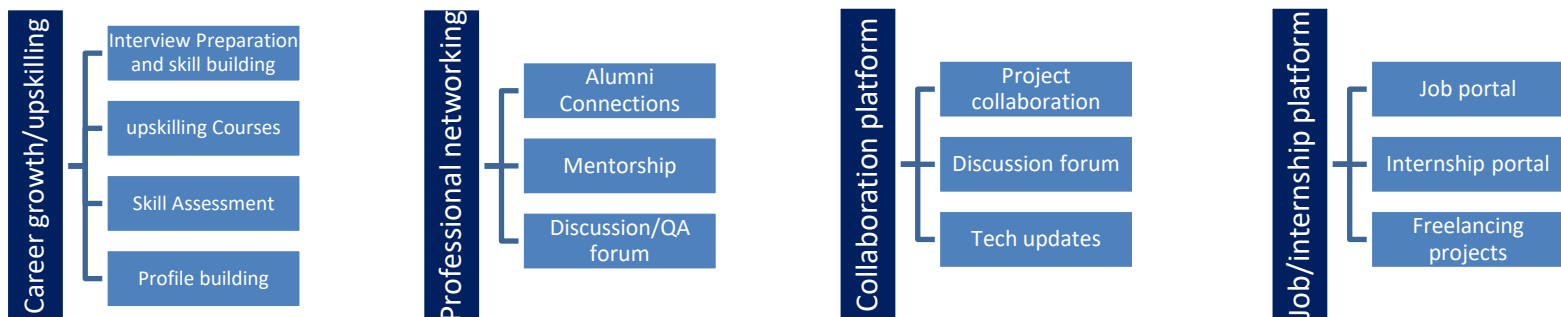 Career growth/upskilling
Interview Preparation
and skill building
upskilling Courses
Skill Assessment
Profile building
Professional networking
Alumni
Connections
Mentorship
Discussion/QA
forum
Collaboration platform
Project
collaboration
Discussion forum
Tech updates
Job/internship platform
Job portal
Internship portal
Freelancing
projects